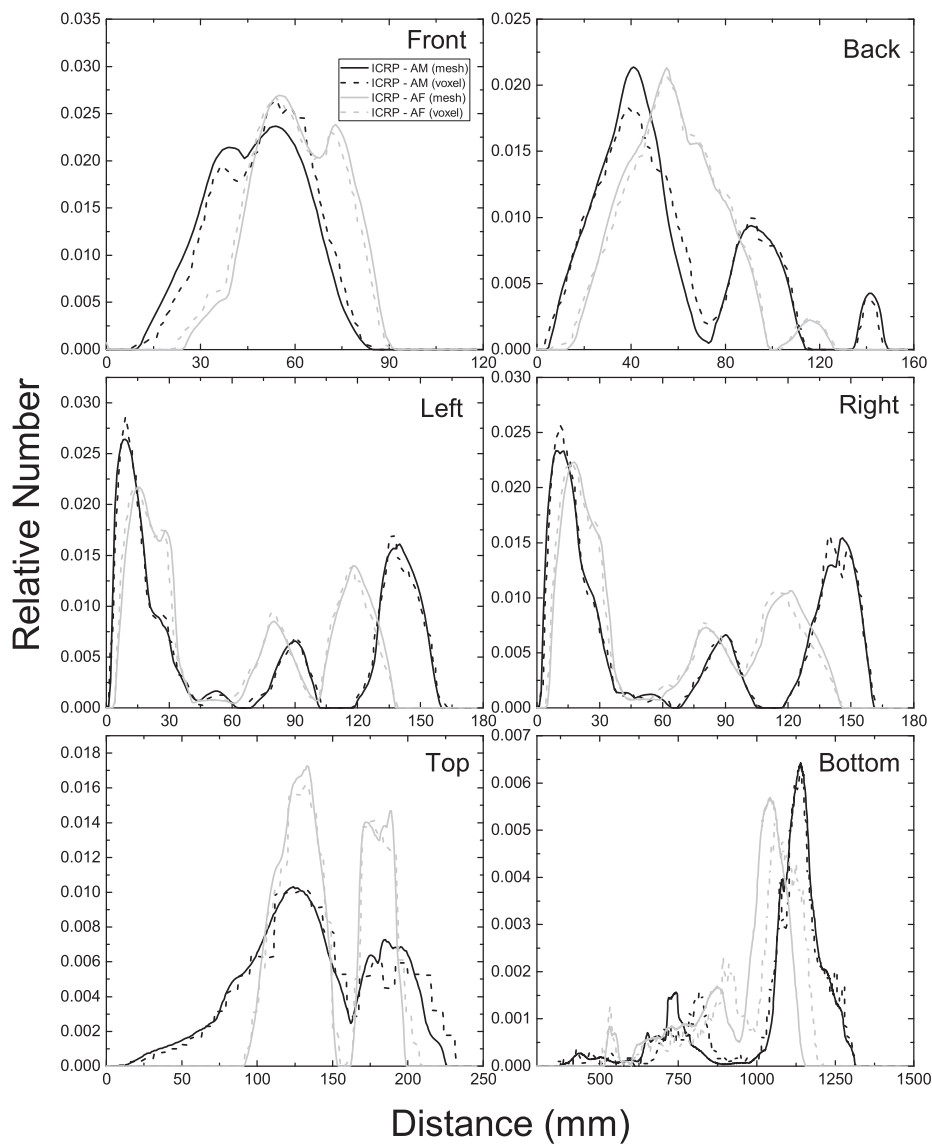 0.035
0.030
0.025
0.020
0.015
0.010
0.005
0.000
0 30 60 90 120
Front
ICRP - AM (mesh)
ICRP - AM (voxel)
ICRP - AF (mesh)
ICRP - AF (voxel)
0.025
0.020
0.015
0.010
0.005
0.000
0 40 80 120 160
Back
Relative Number
0.030
0.025
0.020
0.015
0.010
0.005
0.000
0 30 60 90 120 150 180
Left
0.030
0.025
0.020
0.015
0.010
0.005
0.000
0 30 60 90 120 150 180
Right
0.018
0.016
0.014
0.012
0.010
0.008
0.006
0.004
0.002
0.000
0 50 100 150 200 250
Top
0.007
0.006
0.005
0.004
0.003
0.002
0.001
0.000
500 750 1000 1250 1500
Bottom
Distance (mm)